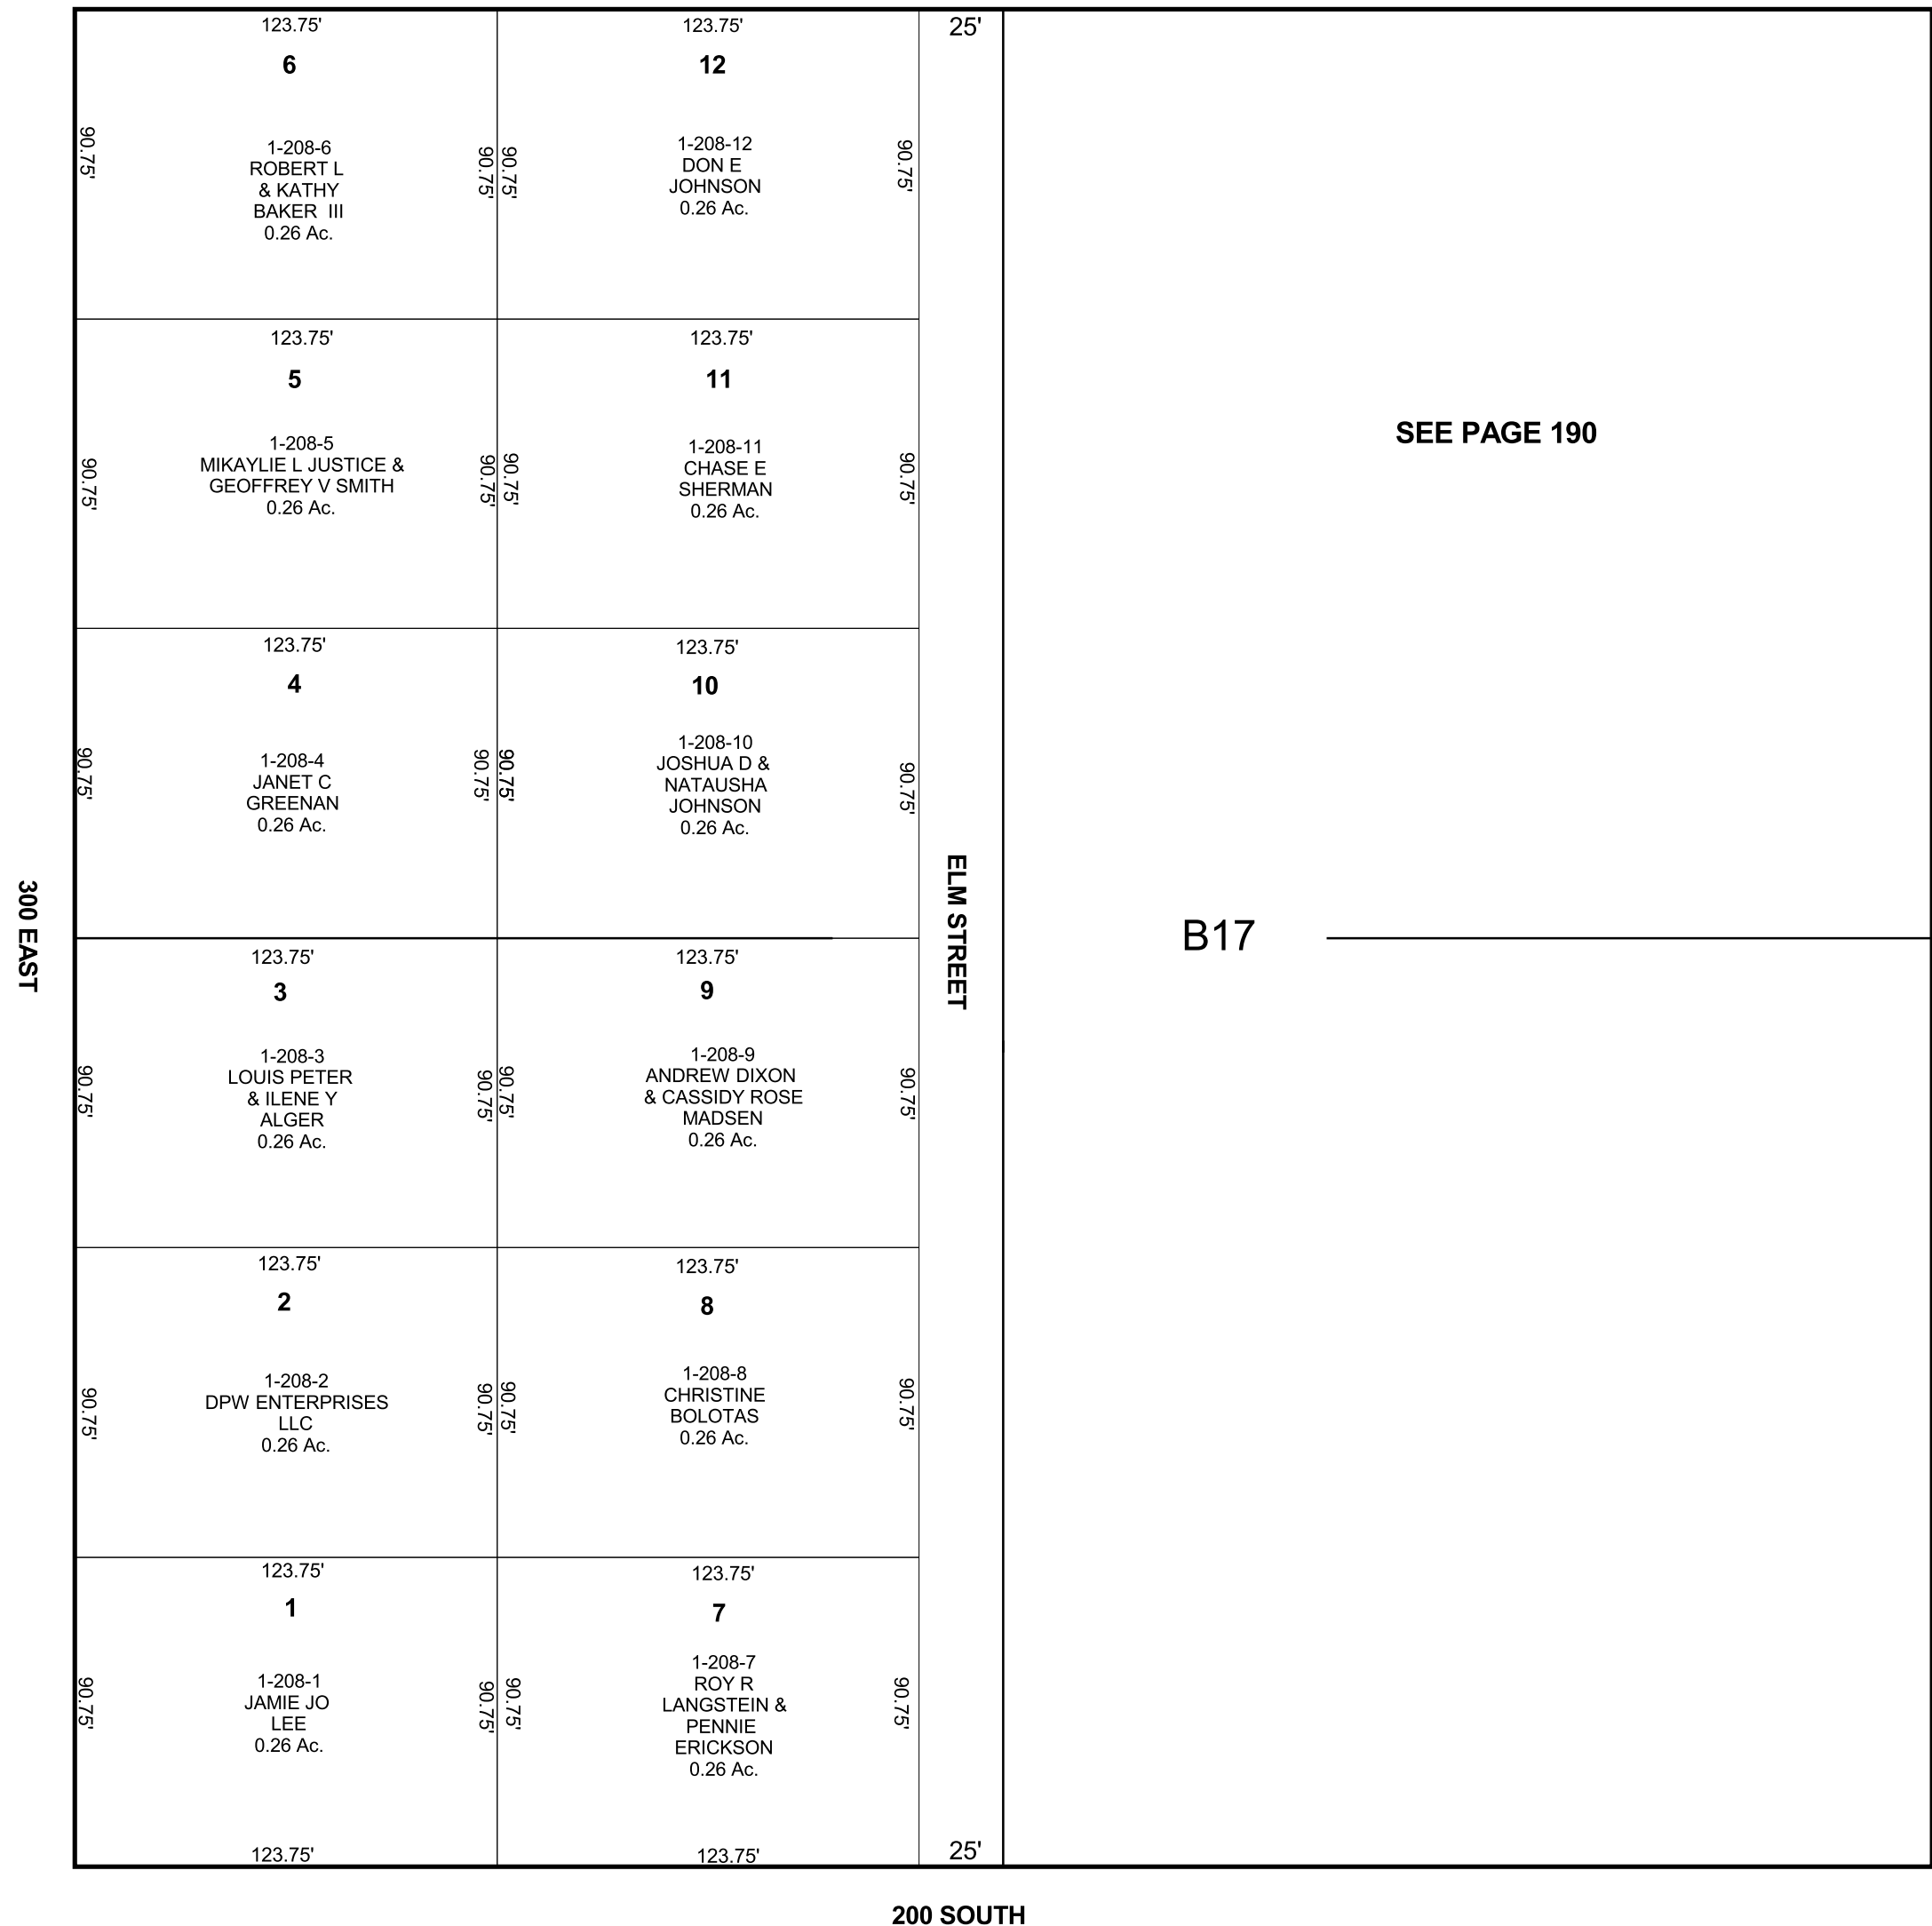 123.75'
6
90.75'
1-208-6
ROBERT L
& KATHY
BAKER III
0.26 Ac.
90.75'
123.75'
12
90.75'
1-208-12
DON E
JOHNSON
0.26 Ac.
90.75'
25'
123.75'
5
90.75'
1-208-5
MIKAYLIE L JUSTICE &
GEOFFREY V SMITH
0.26 Ac.
90.75'
123.75'
11
90.75'
1-208-11
CHASE E
SHERMAN
0.26 Ac.
90.75'
SEE PAGE 190
123.75'
4
90.75'
1-208-4
JANET C
GREENAN
0.26 Ac.
90.75'
123.75'
10
90.75'
1-208-10
JOSHUA D &
NATAUSHA
JOHNSON
0.26 Ac.
90.75'
300 EAST
ELM STREET
B17
123.75'
3
90.75'
1-208-3
LOUIS PETER
& ILENE Y
ALGER
0.26 Ac.
90.75'
123.75'
9
90.75'
1-208-9
ANDREW DIXON
& CASSIDY ROSE
MADSEN
0.26 Ac.
90.75'
123.75'
2
90.75'
1-208-2
DPW ENTERPRISES
LLC
0.26 Ac.
90.75'
123.75'
8
90.75'
1-208-8
CHRISTINE
BOLOTAS
0.26 Ac.
90.75'
123.75'
1
90.75'
1-208-1
JAMIE JO
LEE
0.26 Ac.
90.75'
123.75'
123.75'
7
90.75'
1-208-7
ROY R
LANGSTEIN &
PENNIE
ERICKSON
0.26 Ac.
90.75'
123.75'
25'
200 SOUTH